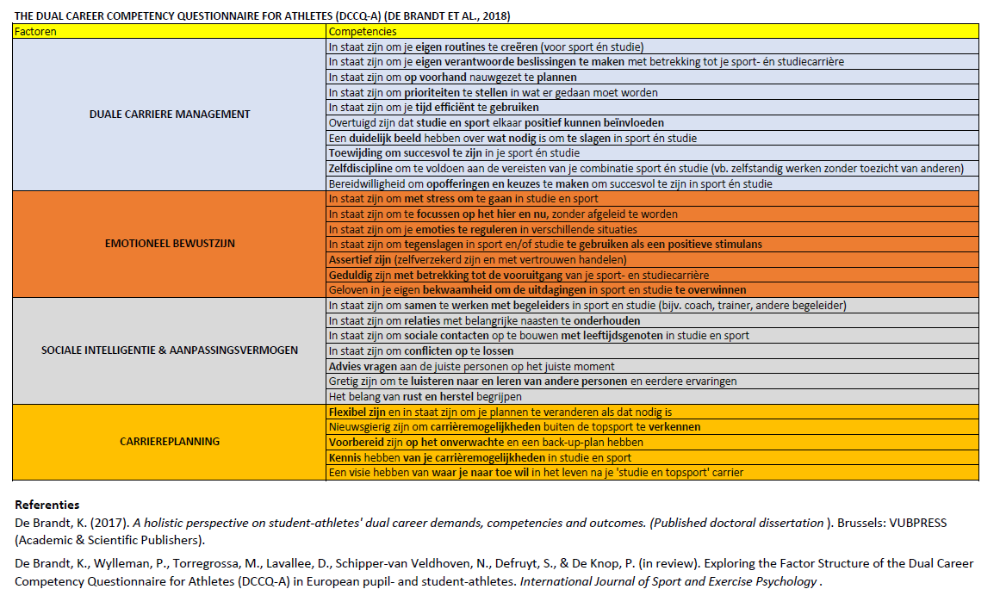 THE DUAL CAREER COMPETENCY QUESTIONNAIRE FOR ATHLETES (DCCQ-A) (DE BRANDT ET AL., 2018)
Factoren
Competencies
DUALE CARRIERE MANAGEMENT
In staat zijn om je eigen routines te creëren (voor sport én studie)
In staat zijn om je eigen verantwoorde beslissingen te maken met betrekking tot je sport- én studiecarrière
In staat zijn om op voorhand nauwgezet te plannen
In staat zijn om prioriteiten te stellen in wat er gedaan moet worden
In staat zijn om je tijd efficiënt te gebruiken
Overtuigd zijn dat studie en sport elkaar positief kunnen beïnvloeden
Een duidelijk beeld hebben over wat nodig is om te slagen in sport én studie
Toewijding om succesvol te zijn in je sport én studie
Zelfdiscipline om te voldoen aan de vereisten van je combinatie sport én studie (vb. zelfstandig werken zonder toezicht van anderen)
Bereidwilligheid om opofferingen en keuzes te maken om succesvol te zijn in sport én studie
EMOTIONEEL BEWUSTZIJN
In staat zijn om met stress om te gaan in studie en sport
In staat zijn om te focussen op het hier en nu, zonder afgeleid te worden
In staat zijn om je emoties te reguleren in verschillende situaties
In staat zijn om tegenslagen in sport en/of studie te gebruiken als een positieve stimulans
Assertief zijn (zelfverzekerd zijn en met vertrouwen handelen)
Geduldig zijn met betrekking tot de vooruitgang van je sport- en studiecarrière
Geloven in je eigen bekwaamheid om de uitdagingen in sport en studie te overwinnen
SOCIALE INTELLIGENTIE & AANPASSINGSVERMOGEN
In staat zijn om samen te werken met begeleiders in sport en studie (bijv. coach, trainer, andere begeleider)
In staat zijn om relaties met belangrijke naasten te onderhouden
In staat zijn om sociale contacten op te bouwen met leeftijdsgenoten in studie en sport
In staat zijn om conflicten op te lossen
Advies vragen aan de juiste personen op het juiste moment
Gretig zijn om te luisteren naar en leren van andere personen en eerdere ervaringen
Het belang van rust en herstel begrijpen
CARRIEREPLANNING
Flexibel zijn en in staat zijn om je plannen te veranderen als dat nodig is
Nieuwsgierig zijn om carrièremogelijkheden buiten de topsport te verkennen
Voorbereid zijn op het onverwachte en een back-up-plan hebben
Kennis hebben van je carrièremogelijkheden in studie en sport
Een visie hebben van waar je naar toe wil in het leven na je 'studie en topsport' carrier
Referenties
De Brandt, K. (2017). A holistic perspective on student-athletes' dual career demands, competencies and outcomes. (Published doctoral dissertation ). Brussels: VUBPRESS
(Academic & Scientific Publishers).
De Brandt, K., Wylleman, P., Torregrossa, M., Lavallee, D., Schipper-van Veldhoven, N., Defruyt, S., & De Knop, P. (in review). Exploring the Factor Structure of the Dual Career
Competency Questionnaire for Athletes (DCCQ-A) in European pupil- and student-athletes. International Journal of Sport and Exercise Psychology .